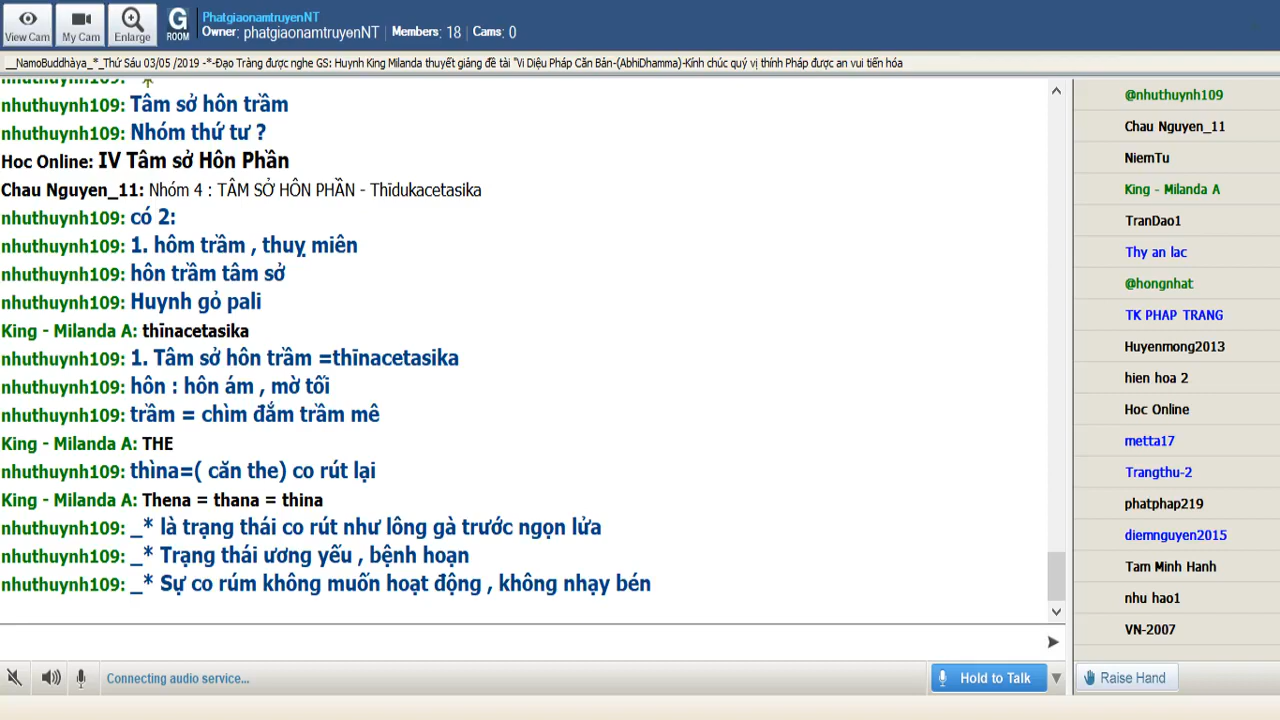 View Cam
My Cam
Enlarge
G
ROOM
PhatgiaonamtruyenNT
Owner: phatgiaonamtruyenNT | Members: 18 | Cams: 0
__NamoBuddhàya_*_Thứ Sáu 03/05 /2019 -*-Đạo Tràng được nghe GS: Huynh King Milanda thuyết giảng đề tài "Vi Diệu Pháp Căn Bản-(AbhiDhamma)-Kính chúc quý vị thính Pháp được an vui tiến hóa
nhuthuynh109: *
nhuthuynh109: Tâm sở hôn trầm
nhuthuynh109: Nhóm thứ tư ?
Hoc Online: IV Tâm sở Hôn Phần
Chau Nguyen_11: Nhóm 4 : TÂM SỞ HÔN PHẦN - Thīdukacetasika
nhuthuynh109: có 2:
nhuthuynh109: 1. hôm trầm , thuỵ miên
nhuthuynh109: hôn trầm tâm sở
nhuthuynh109: Huynh gỏ pali
King - Milanda A: thīnacetasika
nhuthuynh109: 1. Tâm sở hôn trầm =thīnacetasika
nhuthuynh109: hôn : hôn ám , mờ tối
nhuthuynh109: trầm = chìm đắm trầm mê
King - Milanda A: THE
nhuthuynh109: thìna=( căn the) co rút lại
King - Milanda A: Thena = thana = thina
nhuthuynh109: _* là trạng thái co rút như lông gà trước ngọn lửa
nhuthuynh109: _* Trạng thái ương yếu , bệnh hoạn
nhuthuynh109: _* Sự co rúm không muốn hoạt động , không nhạy bén
@nhuthuynh109
Chau Nguyen_11
NiemTu
King - Milanda A
TranDao1
Thy an lac
@hongnhat
TK PHAP TRANG
Huyenmong2013
hien hoa 2
Hoc Online
metta17
Trangthu-2
phatphap219
diemnguyen2015
Tam Minh Hanh
nhu hao1
VN-2007
Connecting audio service...
Hold to Talk
Raise Hand